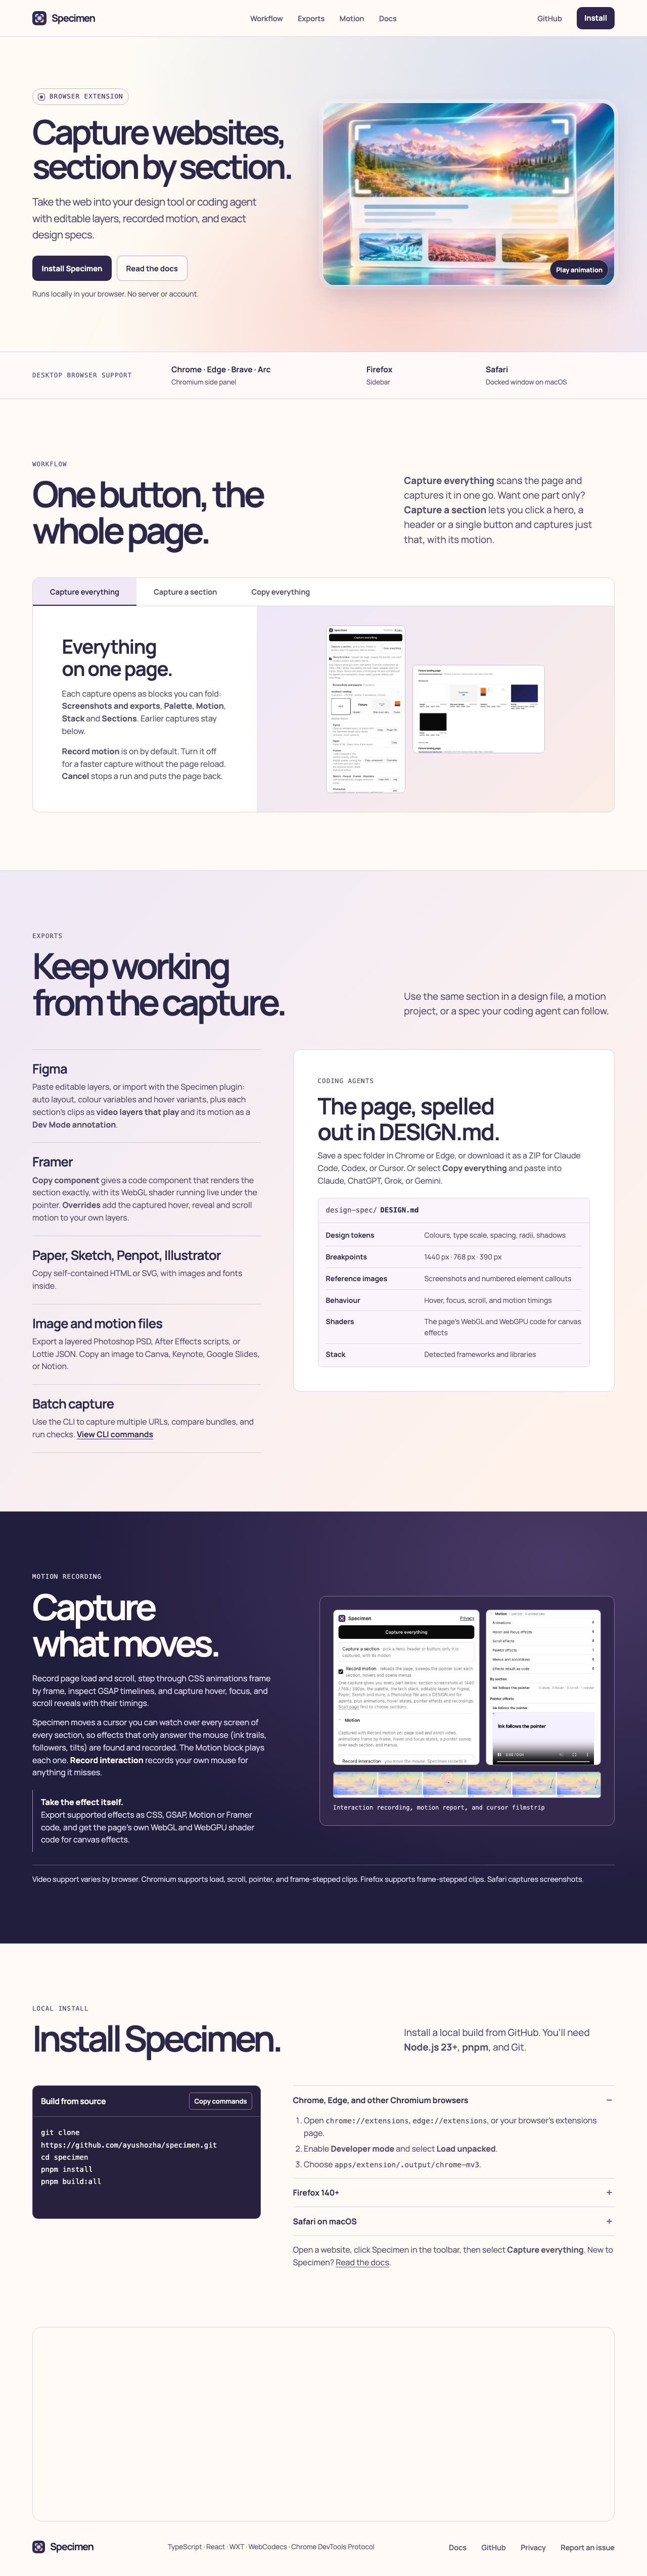 Specimen
Workflow
Exports
Motion
Docs
GitHub
Install
BROWSER EXTENSION
Capture websites,
section by section.
Take the web into your design tool or coding agent
with editable layers, recorded motion, and exact
design specs.
Install Specimen
Read the docs
Runs locally in your browser. No server or account.
Play animation
DESKTOP BROWSER SUPPORT
Chrome · Edge · Brave · Arc
Chromium side panel
Firefox
Sidebar
Safari
Docked window on macOS
WORKFLOW
One button, the
whole page.
Capture everything scans the page and
captures it in one go. Want one part only?
Capture a section lets you click a hero, a
header or a single button and captures just
that, with its motion.
Capture everything
Capture a section
Copy everything
Everything
on one page.
Each capture opens as blocks you can fold:
Screenshots and exports, Palette, Motion,
Stack and Sections. Earlier captures stay
below.
Record motion is on by default. Turn it off
for a faster capture without the page reload.
Cancel stops a run and puts the page back.
EXPORTS
Keep working
from the capture.
Use the same section in a design file, a motion
project, or a spec your coding agent can follow.
Figma
Paste editable layers, or import with the Specimen plugin:
auto layout, colour variables and hover variants, plus each
section's clips as video layers that play and its motion as a
Dev Mode annotation.
Framer
Copy component gives a code component that renders the
section exactly, with its WebGL shader running live under the
pointer. Overrides add the captured hover, reveal and scroll
motion to your own layers.
Paper, Sketch, Penpot, Illustrator
Copy self-contained HTML or SVG, with images and fonts
inside.
Image and motion files
Export a layered Photoshop PSD, After Effects scripts, or
Lottie JSON. Copy an image to Canva, Keynote, Google Slides,
or Notion.
Batch capture
Use the CLI to capture multiple URLs, compare bundles, and
run checks. View CLI commands
CODING AGENTS
The page, spelled
out in DESIGN.md.
Save a spec folder in Chrome or Edge, or download it as a ZIP for Claude
Code, Codex, or Cursor. Or select Copy everything and paste into
Claude, ChatGPT, Grok, or Gemini.
design-spec/ DESIGN.md
Design tokens
Colours, type scale, spacing, radii, shadows
Breakpoints
1440 px · 768 px · 390 px
Reference images
Screenshots and numbered element callouts
Behaviour
Hover, focus, scroll, and motion timings
Shaders
The page's WebGL and WebGPU code for canvas
effects
Stack
Detected frameworks and libraries
MOTION RECORDING
Capture
what moves.
Record page load and scroll, step through CSS animations frame
by frame, inspect GSAP timelines, and capture hover, focus, and
scroll reveals with their timings.
Specimen moves a cursor you can watch over every screen of
every section, so effects that only answer the mouse (ink trails,
followers, tilts) are found and recorded. The Motion block plays
each one. Record interaction records your own mouse for
anything it misses.
Take the effect itself.
Export supported effects as CSS, GSAP, Motion or Framer
code, and get the page's own WebGL and WebGPU shader
code for canvas effects.
Specimen
Privacy
Capture everything
Motion
Ink follows the pointer
Interaction recording, motion report, and cursor filmstrip
Video support varies by browser. Chromium supports load, scroll, pointer, and frame-stepped clips. Firefox supports frame-stepped clips. Safari captures screenshots.
LOCAL INSTALL
Install Specimen.
Install a local build from GitHub. You'll need
Node.js 23+, pnpm, and Git.
Build from source
Copy commands
git clone
https://github.com/ayushozha/specimen.git
cd specimen
pnpm install
pnpm build:all
Chrome, Edge, and other Chromium browsers
1. Open chrome://extensions, edge://extensions, or your browser's extensions
page.
2. Enable Developer mode and select Load unpacked.
3. Choose apps/extension/.output/chrome-mv3.
Firefox 140+
Safari on macOS
Open a website, click Specimen in the toolbar, then select Capture everything. New to
Specimen? Read the docs.
Specimen
TypeScript · React · WXT · WebCodecs · Chrome DevTools Protocol
Docs
GitHub
Privacy
Report an issue